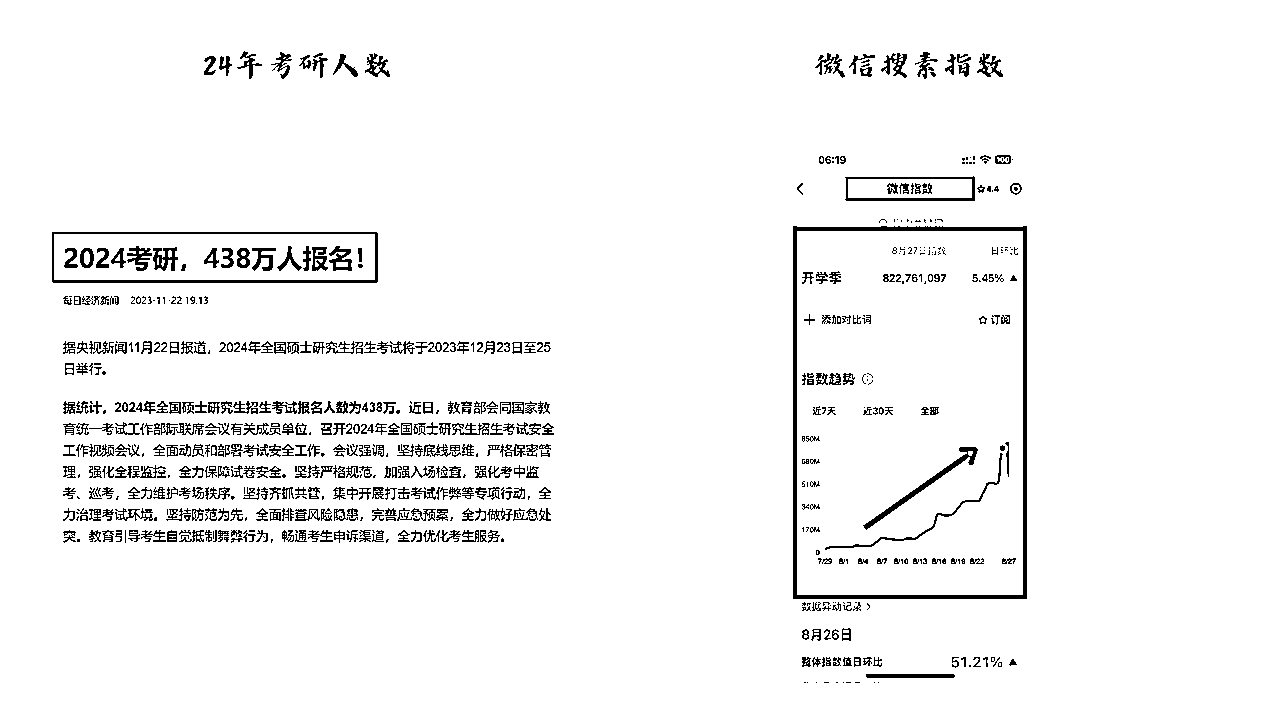 24年考研人数
微信搜素指数
2024考研，438万人报名！
每日经济新闻 2023-11-22 19:13
据央视新闻11月22日报道，2024年全国硕士研究生招生考试将于2023年12月23日至25
日举行。
据统计，2024年全国硕士研究生招生考试报名人数为438万。近日，教育部会同国家教
育统一考试工作部际联席会议有关成员单位，召开2024年全国硕士研究生招生考试安全
工作视频会议，全面动员和部署考试安全工作。会议强调，坚持底线思维，严格保密管
理，强化全程监控，全力保障试卷安全。坚持严格规范，加强入场检查，强化考中监
考、巡考，全力维护考场秩序。坚持齐抓共管，集中开展打击考试作弊等专项行动，全
力治理考试环境。坚持防范为先，全面排查风险隐患，完善应急预案，全力做好应急处
突。教育引导考生自觉抵制舞弊行为，畅通考生申诉渠道，全力优化考生服务。
06:19
100
微信指数
4.4
8月27日指数 日环比
开学季 822,761,097 5.45% ▲
添加对比词 订阅
指数趋势
近7天 近30天 全部
850M
680M
510M
340M
170M
0
7/29 8/1 8/4 8/7 8/10 8/13 8/16 8/19 8/22 8/27
数据异动记录 >
8月26日
整体指数值日环比 51.21% ▲